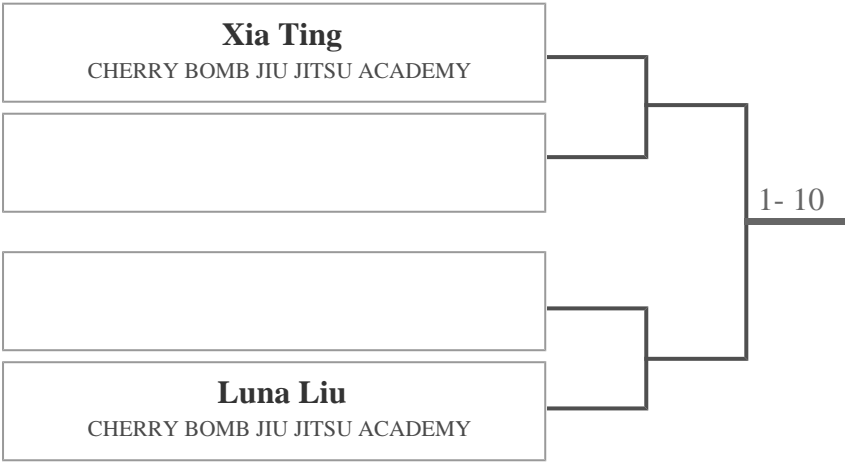 Xia Ting
CHERRY BOMB JIU JITSU ACADEMY
1- 10
Luna Liu
CHERRY BOMB JIU JITSU ACADEMY